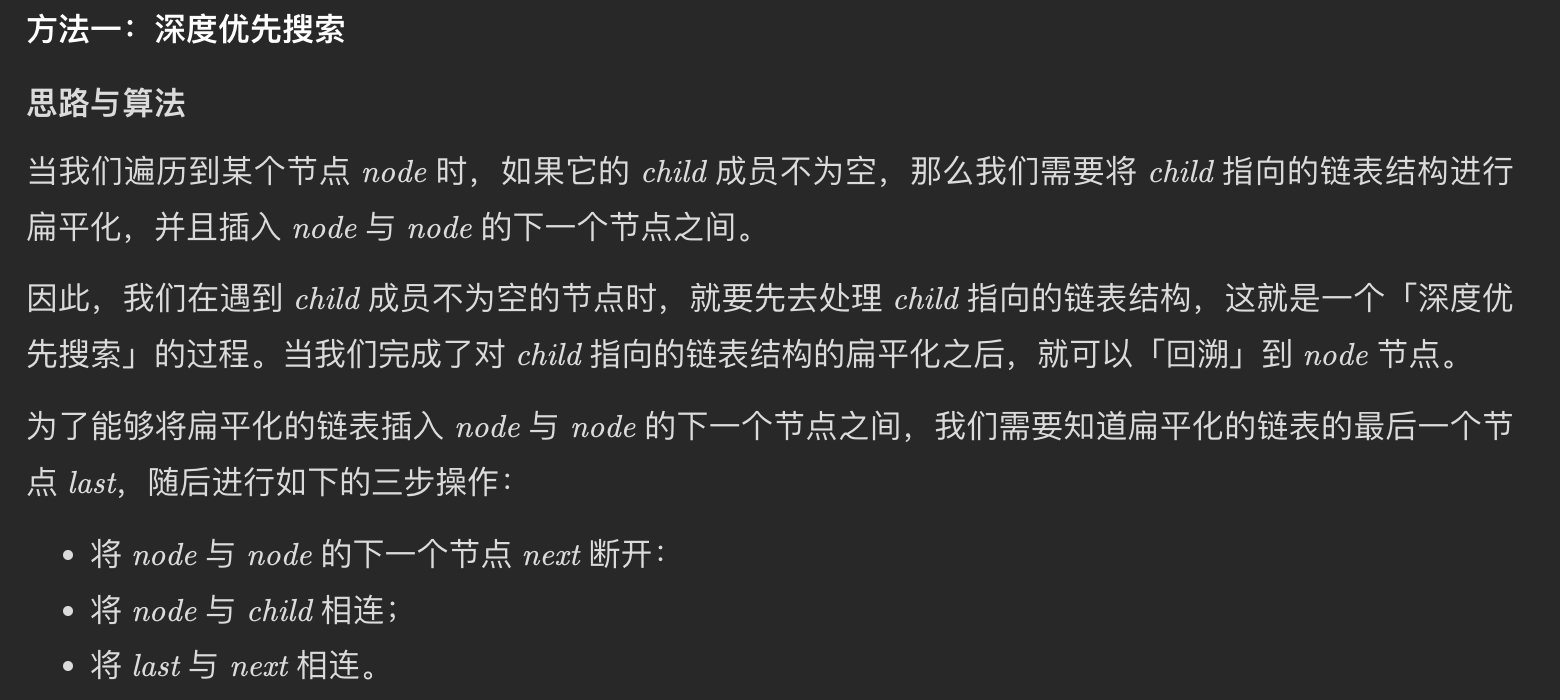 方法一：深度优先搜索
思路与算法
当我们遍历到某个节点 node 时，如果它的 child 成员不为空，那么我们需要将 child 指向的链表结构进行
扁平化，并且插入 node 与 node 的下一个节点之间。
因此，我们在遇到 child 成员不为空的节点时，就要先去处理 child 指向的链表结构，这就是一个「深度优
先搜索」的过程。当我们完成了对 child 指向的链表结构的扁平化之后，就可以「回溯」到 node 节点。
为了能够将扁平化的链表插入 node 与 node 的下一个节点之间，我们需要知道扁平化的链表的最后一个节
点 last，随后进行如下的三步操作：
• 将 node 与 node 的下一个节点 next 断开：
• 将 node 与 child 相连；
• 将 last 与 next 相连。